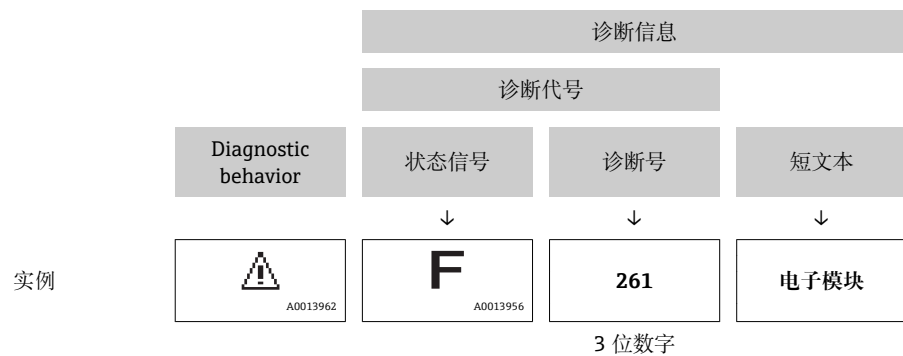 诊断信息
诊断代号
Diagnostic
behavior
状态信号
诊断号
短文本
↓ ↓ ↓
实例
A0013962
F
A0013956
261
电子模块
3 位数字